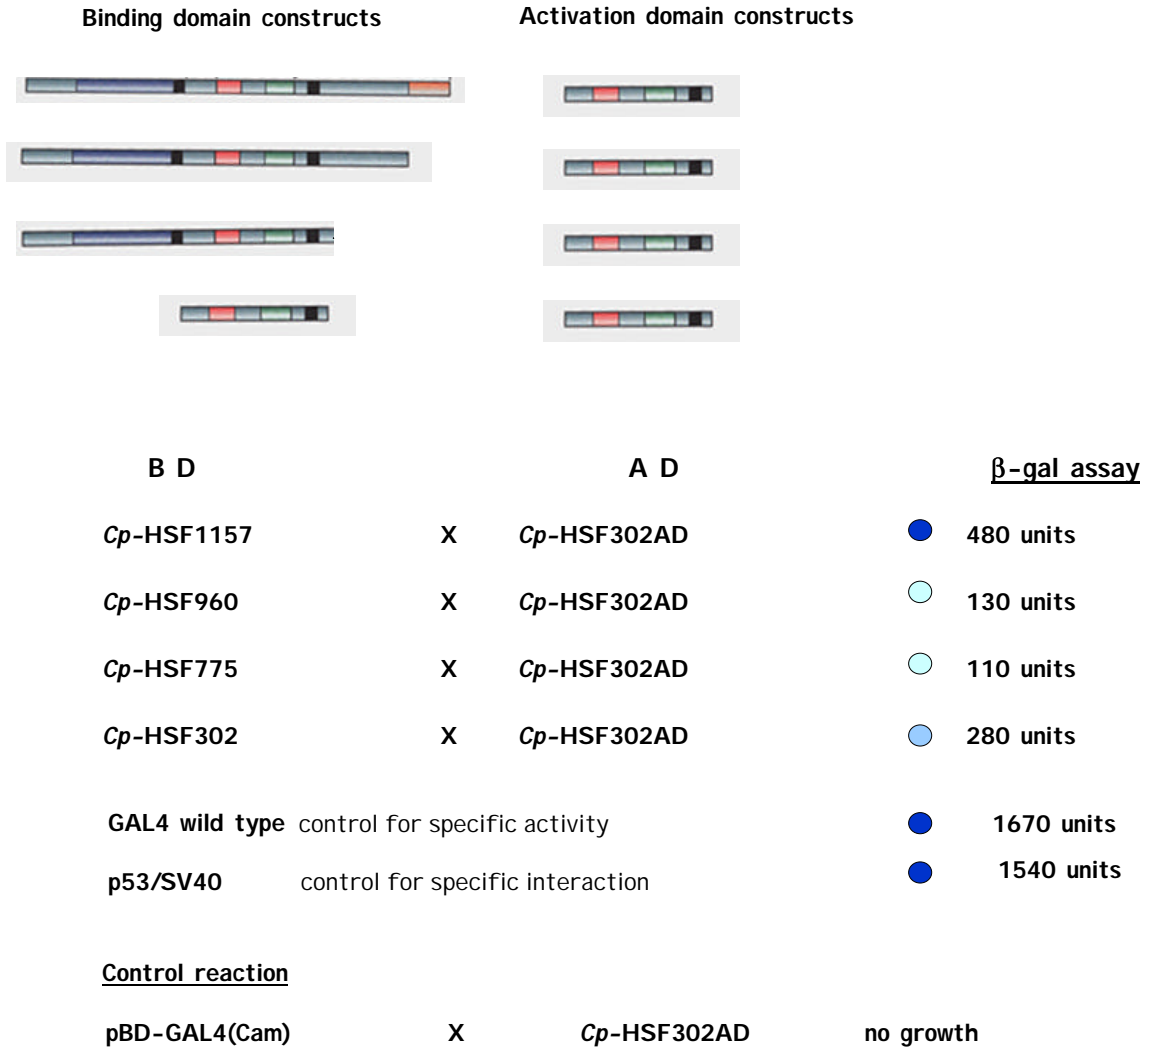 Binding domain constructs Activation domain constructs
B D A D β-gal assay
Cp-HSF1157 X Cp-HSF302AD 480 units
Cp-HSF960 X Cp-HSF302AD 130 units
Cp-HSF775 X Cp-HSF302AD 110 units
Cp-HSF302 X Cp-HSF302AD 280 units
GAL4 wild type control for specific activity 1670 units
p53/SV40 control for specific interaction 1540 units
Control reaction
pBD-GAL4(Cam) X Cp-HSF302AD no growth